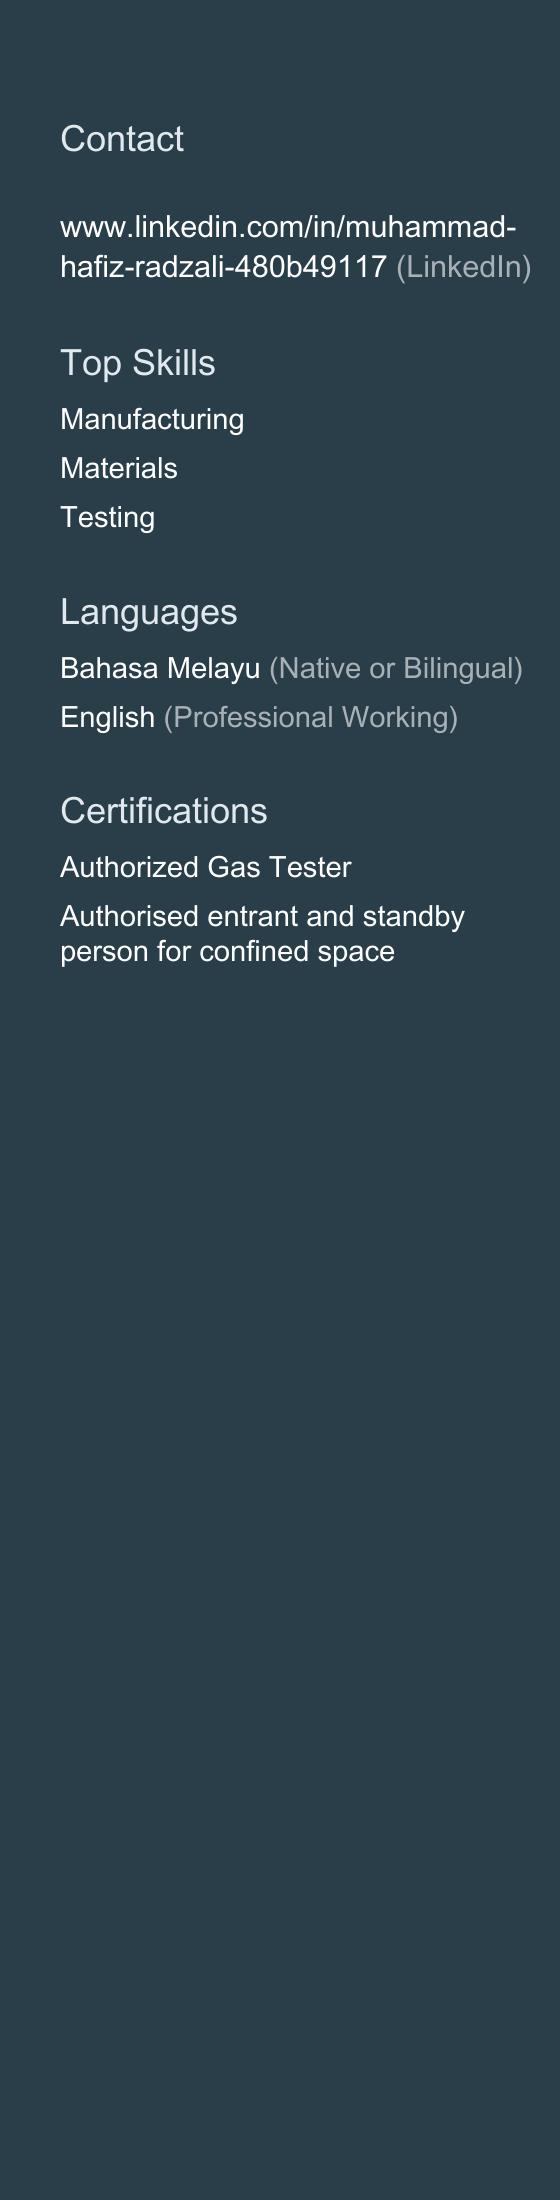 Contact
www.linkedin.com/in/muhammad-
hafiz-radzali-480b49117 (LinkedIn)
Top Skills
Manufacturing
Materials
Testing
Languages
Bahasa Melayu (Native or Bilingual)
English (Professional Working)
Certifications
Authorized Gas Tester
Authorised entrant and standby
person for confined space